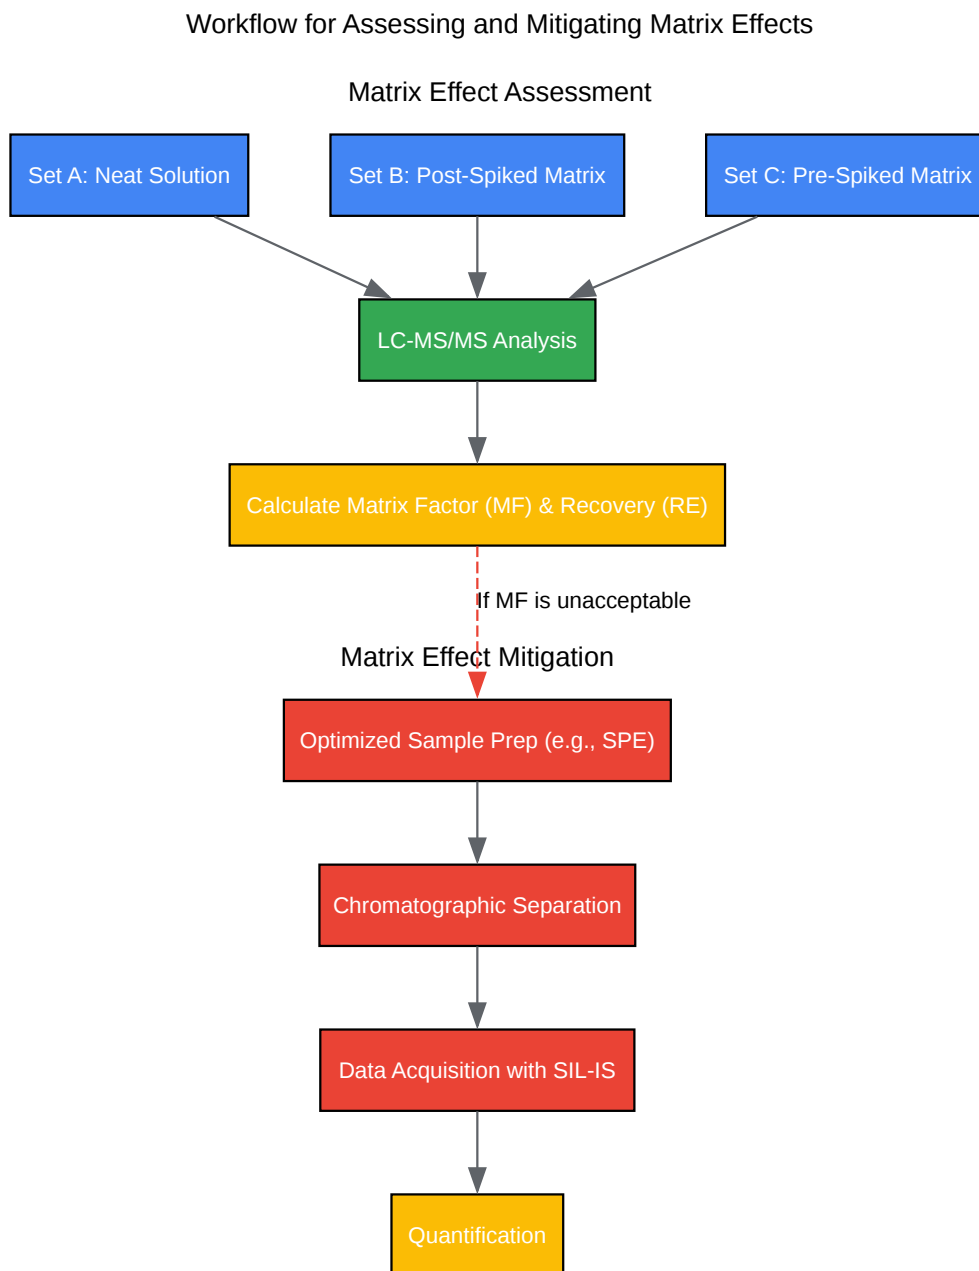 Workflow for Assessing and Mitigating Matrix Effects
Matrix Effect Assessment
Set A: Neat Solution
Set B: Post-Spiked Matrix
Set C: Pre-Spiked Matrix
LC-MS/MS Analysis
Calculate Matrix Factor (MF) & Recovery (RE)
If MF is unacceptable
Matrix Effect Mitigation
Optimized Sample Prep (e.g., SPE)
Chromatographic Separation
Data Acquisition with SIL-IS
Quantification